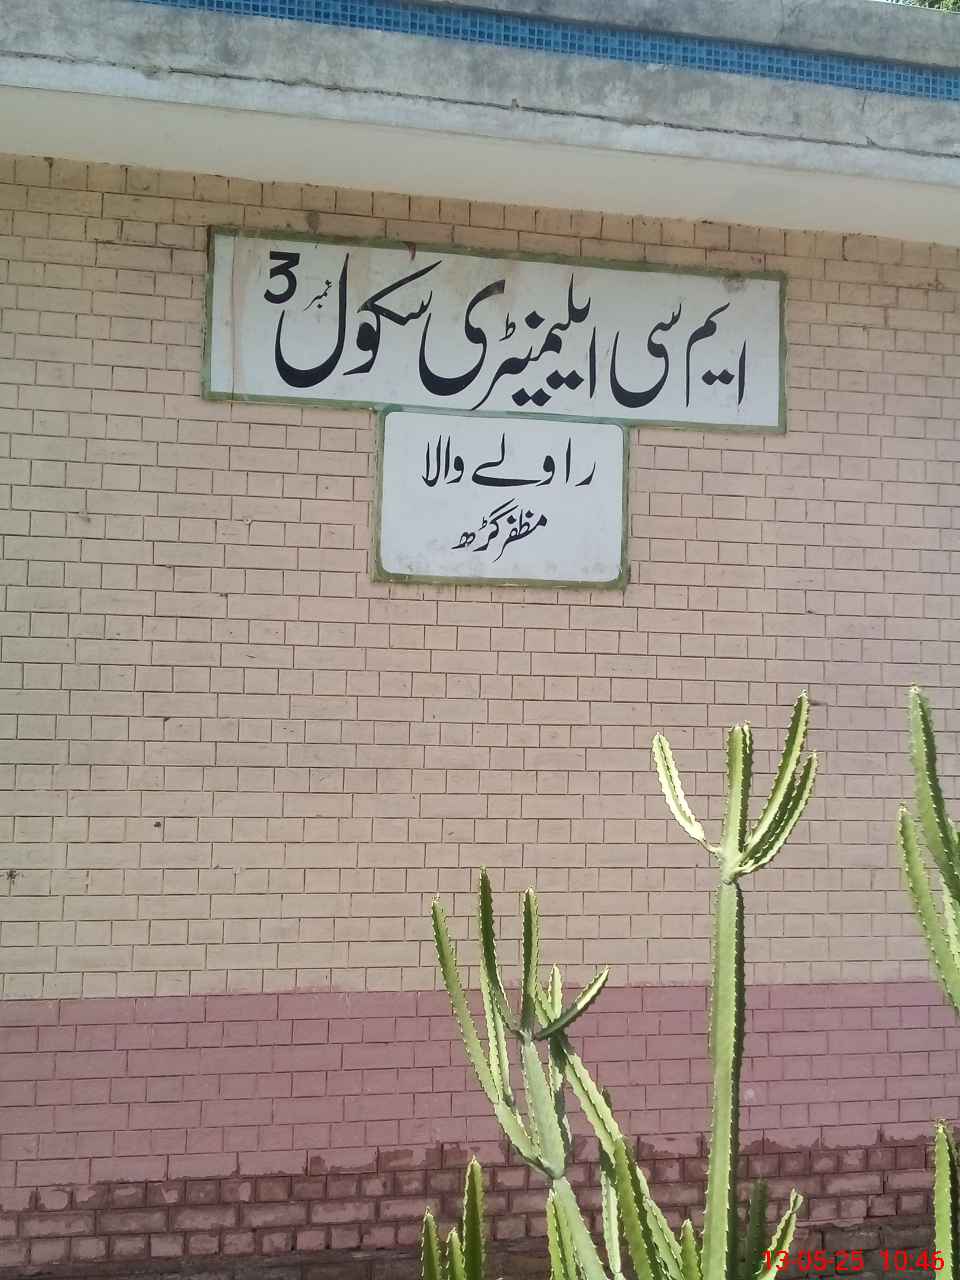 ایم سی ایلیمنٹری سکول نمبر 3
راولے والا
مظفر گڑھ
13-05-25 10:46